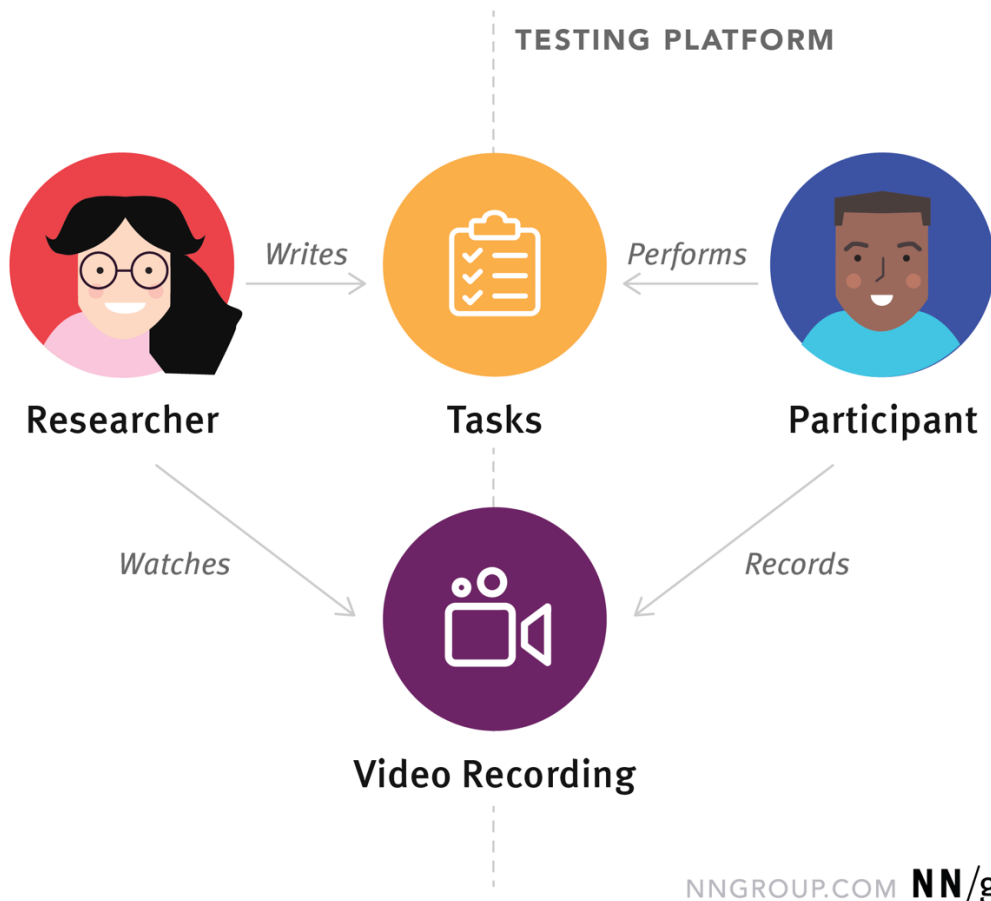 TESTING PLATFORM
Writes
Performs
Researcher
Tasks
Participant
Watches
Records
Video Recording
NNGROUP.COM NN/g